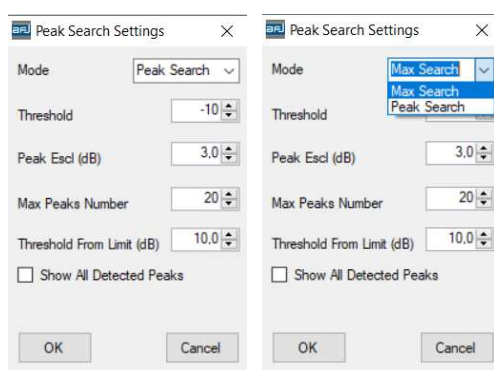 Peak Search Settings
Mode Peak Search
Threshold -10
Peak Escl (dB) 3,0
Max Peaks Number 20
Threshold From Limit (dB) 10,0
Show All Detected Peaks
OK Cancel
Peak Search Settings
Mode Max Search
Max Search
Peak Search
Threshold
Peak Escl (dB) 3,0
Max Peaks Number 20
Threshold From Limit (dB) 10,0
Show All Detected Peaks
OK Cancel